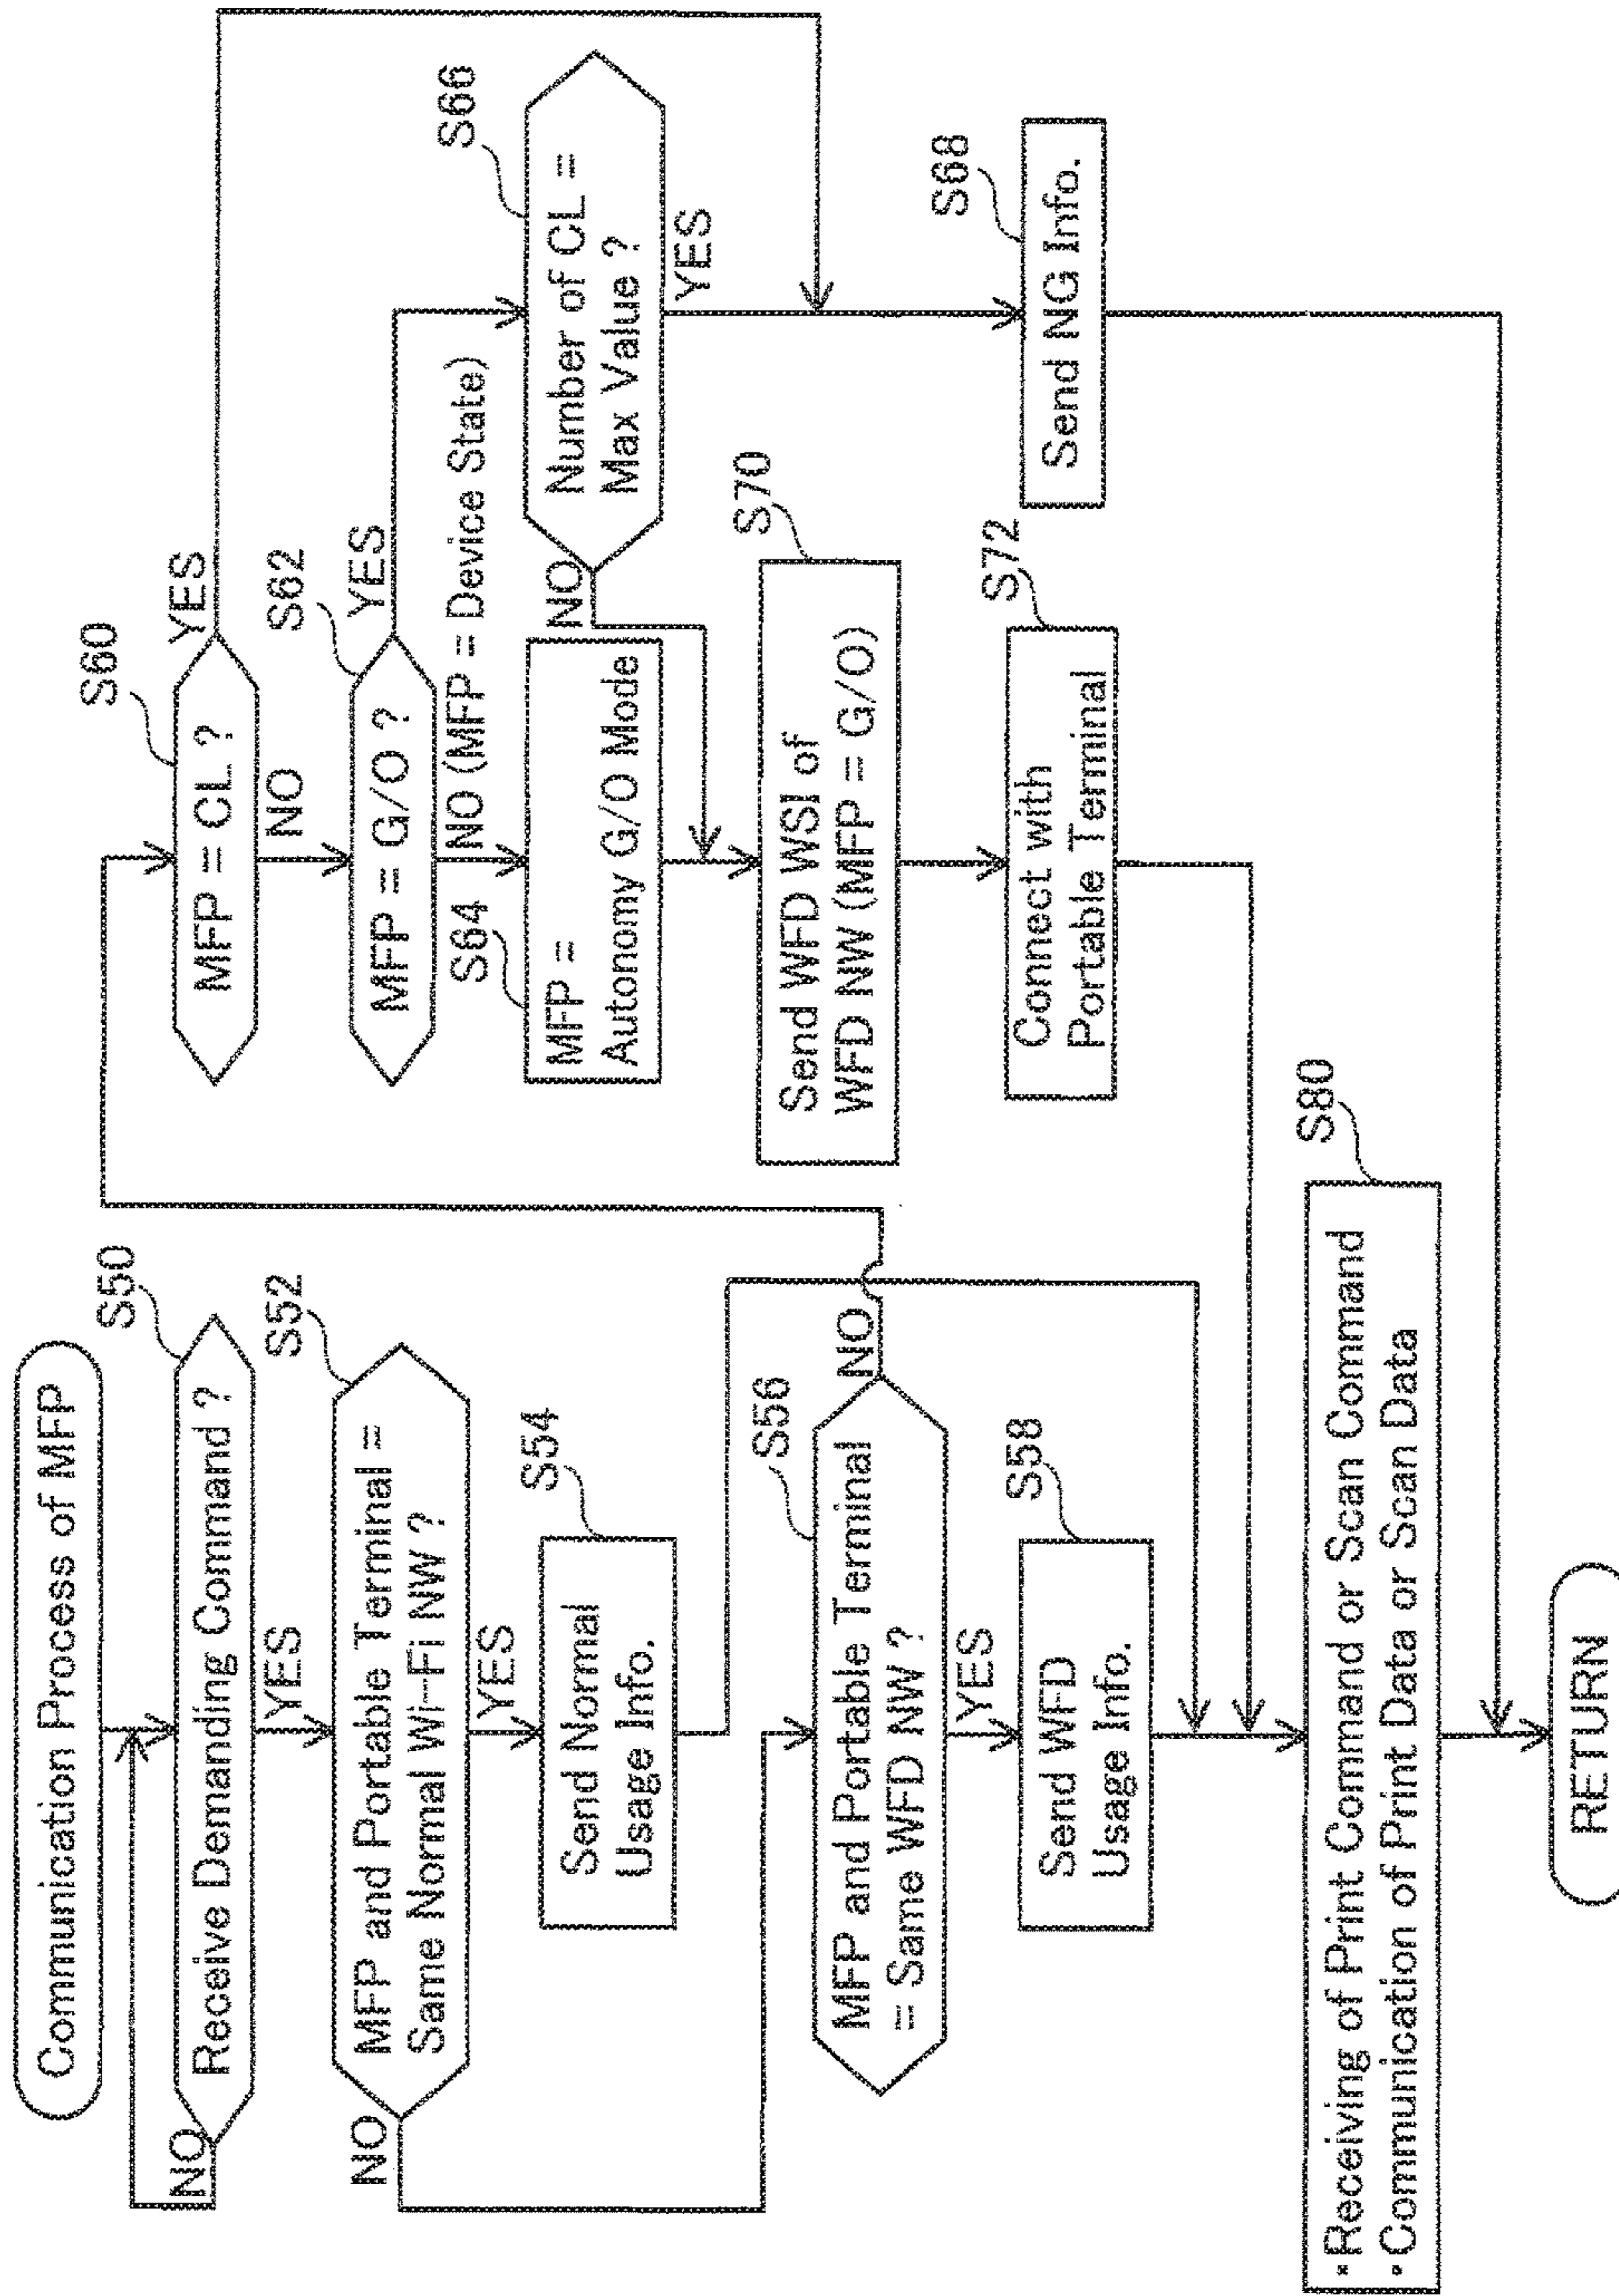 Communication Process of MFP
S50
Receive Demanding Command ?
NO
YES
S52
MFP and Portable Terminal =
Same Normal Wi-Fi NW ?
NO
YES
S54
Send Normal
Usage Info.
S56
MFP and Portable Terminal
= Same WFD NW ?
NO
YES
S58
Send WFD
Usage Info.
S60
MFP = CL ?
YES
NO
S62
MFP = G/O ?
YES
NO (MFP = Device State)
S64
MFP =
Autonomy G/O Mode
S66
Number of CL =
Max Value ?
NO
YES
S70
Send WFD WSI of
WFD NW (MFP = G/O)
S68
Send NG Info.
S72
Connect with
Portable Terminal
S80
·Receiving of Print Command or Scan Command
·Communication of Print Data or Scan Data
RETURN